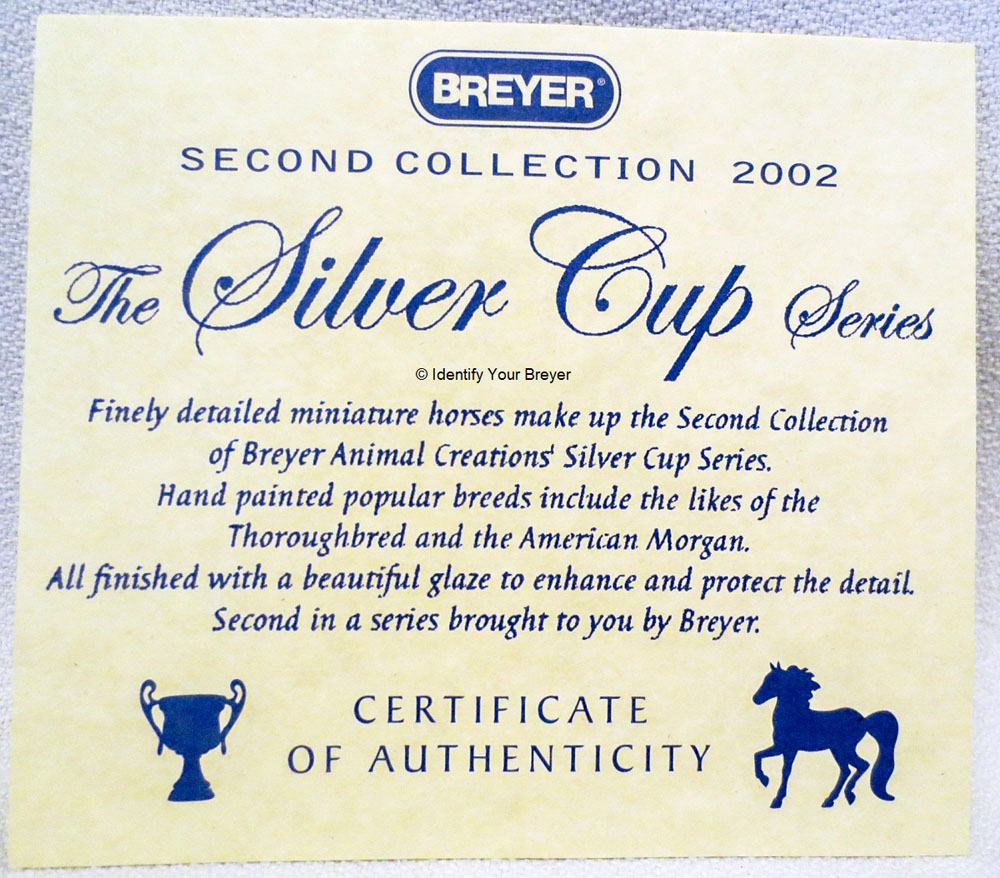 BREYER®
SECOND COLLECTION 2002
The Silver Cup Series
© Identify Your Breyer
Finely detailed miniature horses make up the Second Collection
of Breyer Animal Creations' Silver Cup Series.
Hand painted popular breeds include the likes of the
Thoroughbred and the American Morgan.
All finished with a beautiful glaze to enhance and protect the detail.
Second in a series brought to you by Breyer.
CERTIFICATE
OF AUTHENTICITY